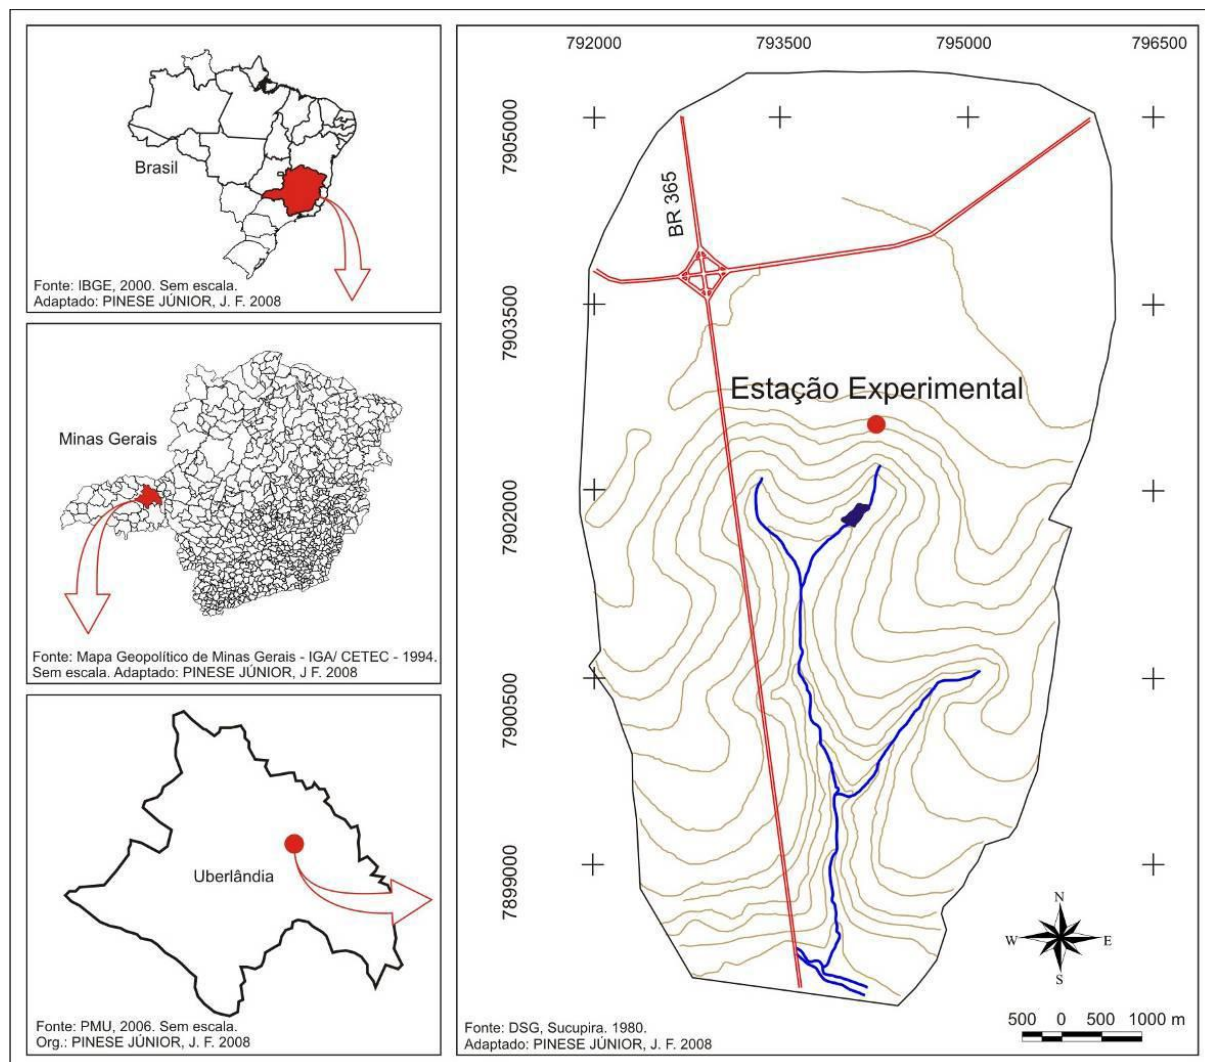 Brasil
Fonte: IBGE, 2000. Sem escala.
Adaptado: PINESE JÚNIOR, J. F. 2008
Minas Gerais
Fonte: Mapa Geopolítico de Minas Gerais - IGA/ CETEC - 1994.
Sem escala. Adaptado: PINESE JÚNIOR, J F. 2008
Uberlândia
Fonte: PMU, 2006. Sem escala.
Org.: PINESE JÚNIOR, J. F. 2008
792000 793500 795000 796500
7905000
BR 365
7903500
Estação Experimental
7902000
7900500
7899000
N
W E
S
500 0 500 1000 m
Fonte: DSG, Sucupira. 1980.
Adaptado: PINESE JÚNIOR, J. F. 2008